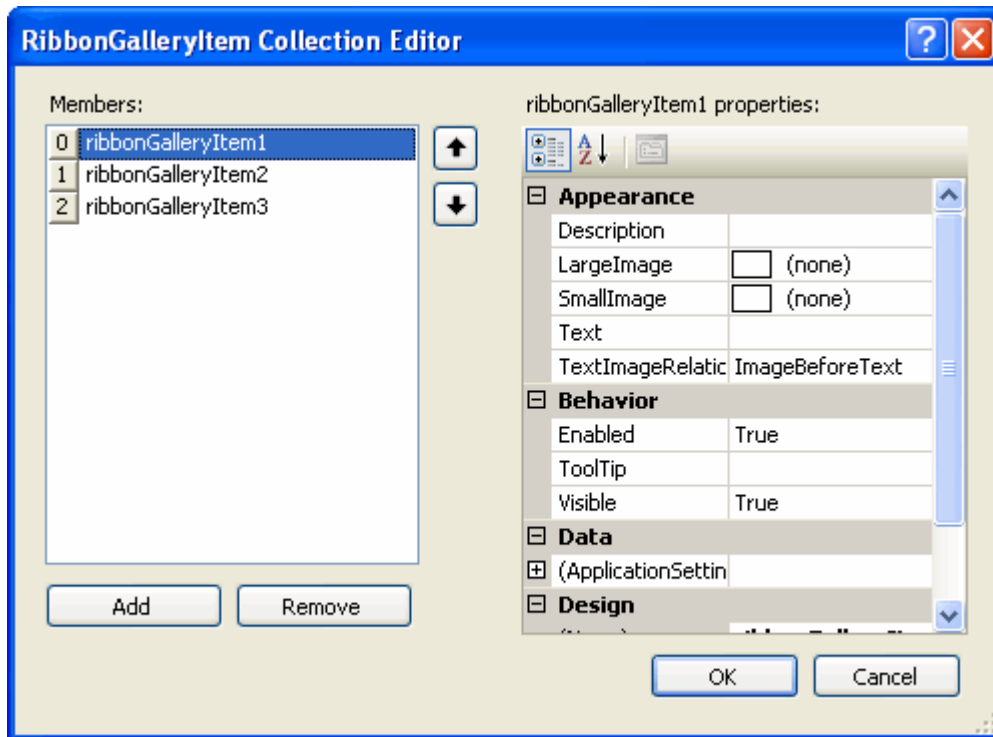 RibbonGalleryItem Collection Editor
Members:
0 ribbonGalleryItem1
1 ribbonGalleryItem2
2 ribbonGalleryItem3
Add Remove
ribbonGalleryItem1 properties:
Appearance
Description
LargeImage (none)
SmallImage (none)
Text
TextImageRelatic ImageBeforeText
Behavior
Enabled True
ToolTip
Visible True
Data
(ApplicationSettin
Design
OK Cancel